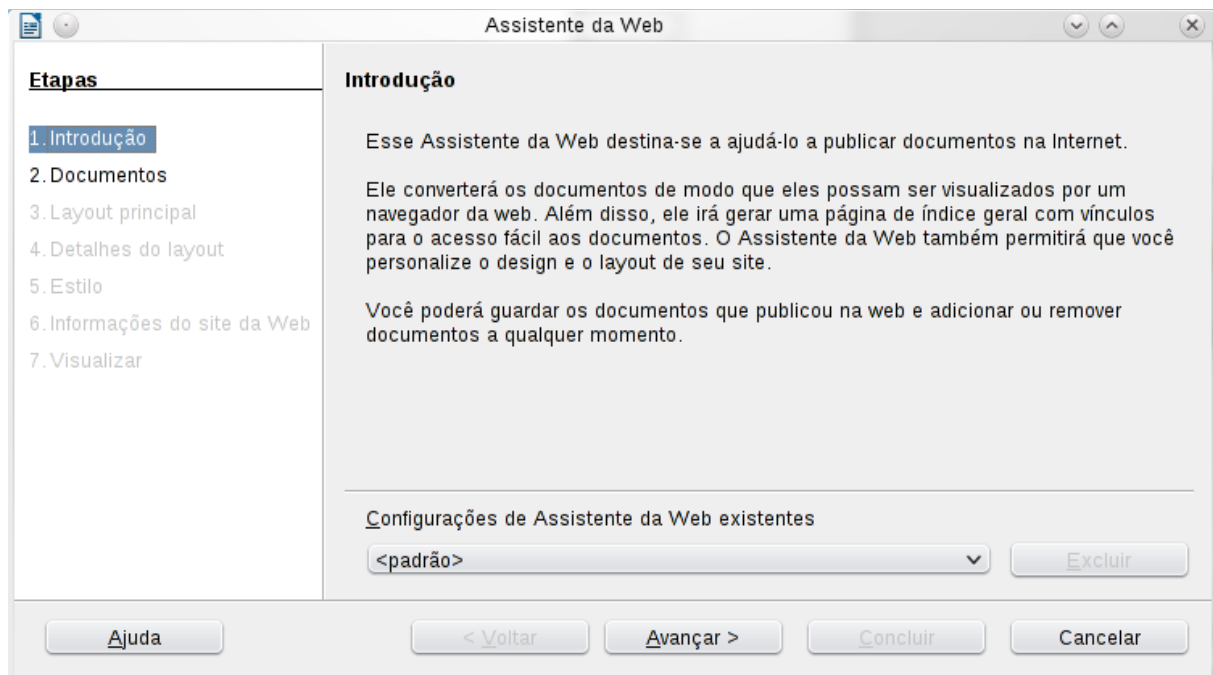 Assistente da Web
Etapas
1. Introdução
2. Documentos
3. Layout principal
4. Detalhes do layout
5. Estilo
6. Informações do site da Web
7. Visualizar
Introdução
Esse Assistente da Web destina-se a ajudá-lo a publicar documentos na Internet.
Ele converterá os documentos de modo que eles possam ser visualizados por um
navegador da web. Além disso, ele irá gerar uma página de índice geral com vínculos
para o acesso fácil aos documentos. O Assistente da Web também permitirá que você
personalize o design e o layout de seu site.
Você poderá guardar os documentos que publicou na web e adicionar ou remover
documentos a qualquer momento.
Configurações de Assistente da Web existentes
<padrão>
Excluir
Ajuda
< Voltar
Avançar >
Concluir
Cancelar